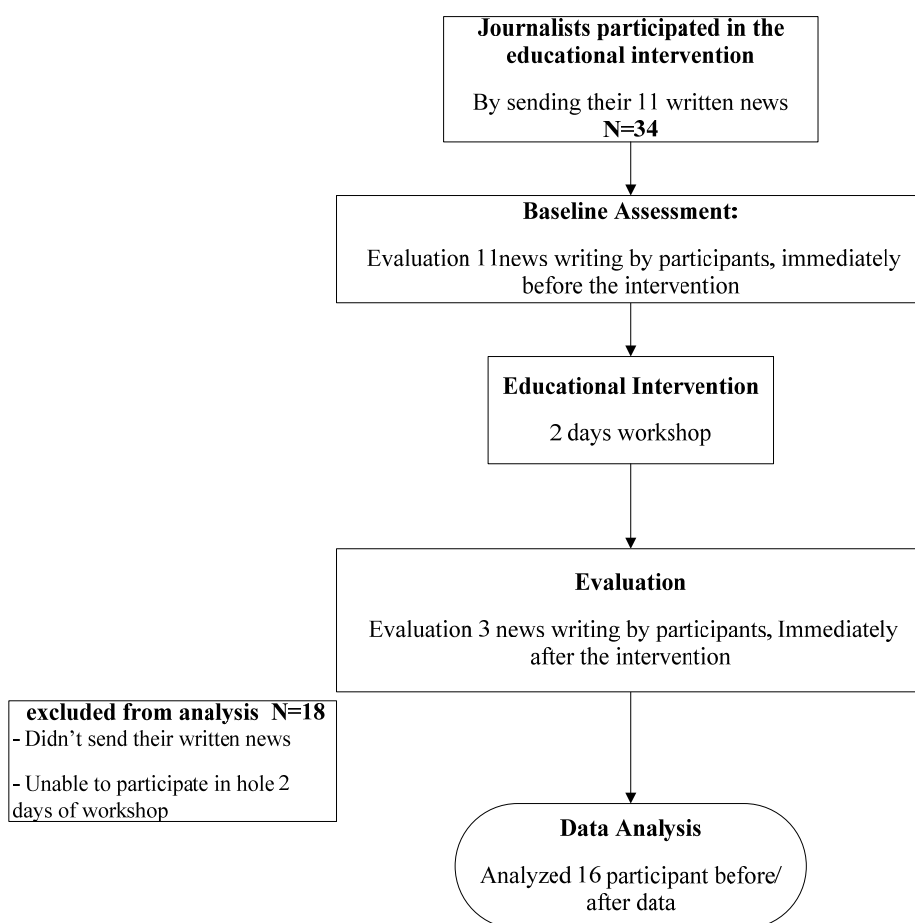 Journalists participated in the
educational intervention
By sending their 11 written news
N=34
Baseline Assessment:
Evaluation 11news writing by participants, immediately
before the intervention
Educational Intervention
2 days workshop
Evaluation
Evaluation 3 news writing by participants, Immediately
after the intervention
excluded from analysis N=18
- Didn't send their written news
- Unable to participate in hole 2
days of workshop
Data Analysis
Analyzed 16 participant before/
after data